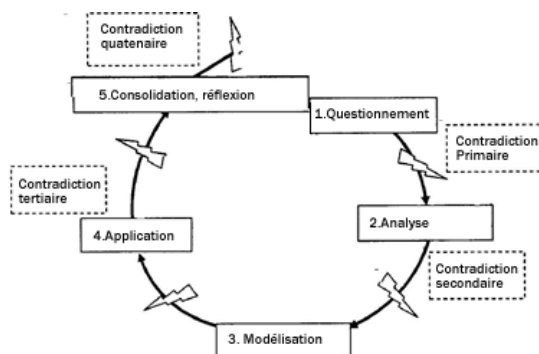 Contradiction
quatenaire
5.Consolidation, réflexion
1.Questionnement
Contradiction
Primaire
2.Analyse
Contradiction
secondaire
3. Modélisation
4.Application
Contradiction
tertiaire